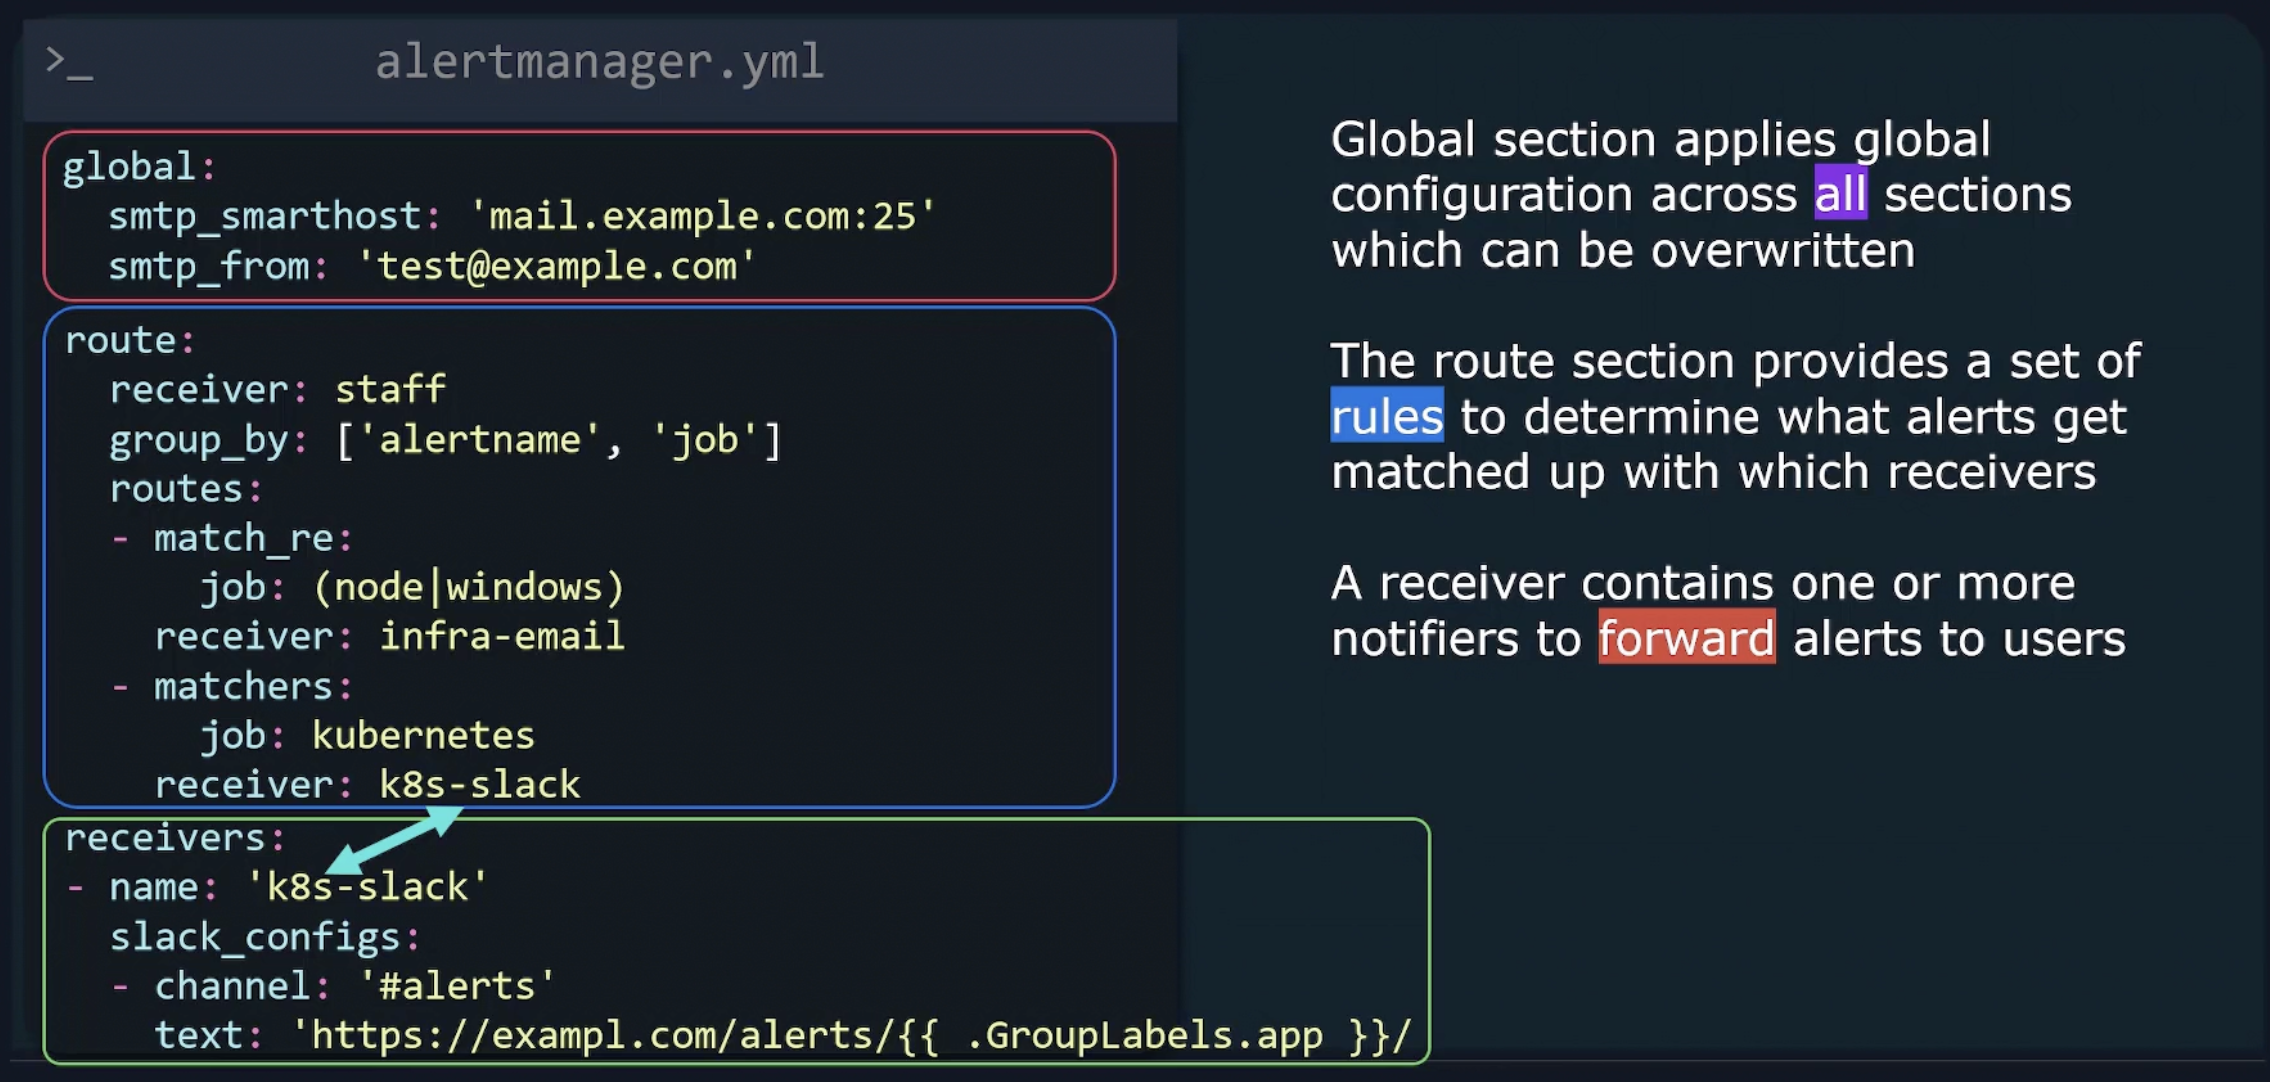 >_ alertmanager.yml
global:
  smtp_smarthost: 'mail.example.com:25'
  smtp_from: 'test@example.com'
route:
  receiver: staff
  group_by: ['alertname', 'job']
  routes:
  - match_re:
      job: (node|windows)
    receiver: infra-email
  - matchers:
      job: kubernetes
    receiver: k8s-slack
receivers:
- name: 'k8s-slack'
  slack_configs:
  - channel: '#alerts'
    text: 'https://exampl.com/alerts/{{ .GroupLabels.app }}/
Global section applies global
configuration across all sections
which can be overwritten
The route section provides a set of
rules to determine what alerts get
matched up with which receivers
A receiver contains one or more
notifiers to forward alerts to users